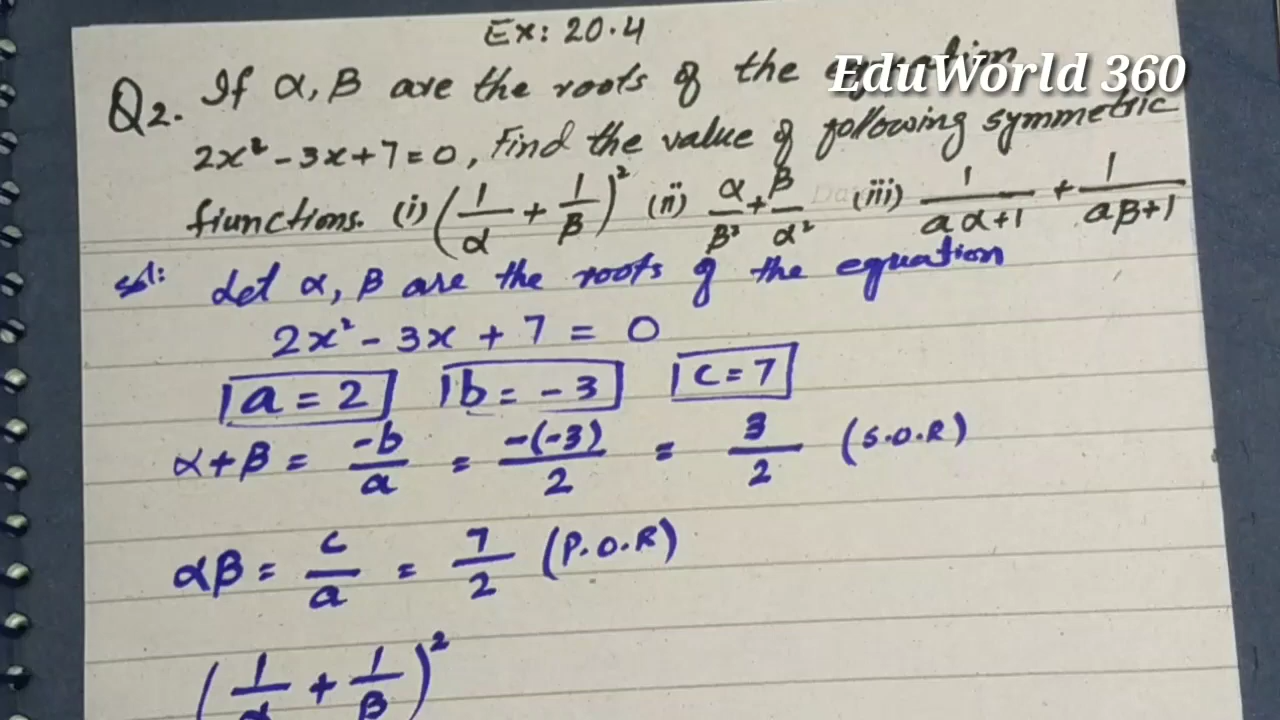 Ex: 20.4
EduWorld 360
Q2. If α, β are the roots of the equation
2x² - 3x + 7 = 0, Find the value of following symmetric
fiunctions. (i) (1/α + 1/β)² (ii) α/β² + β/α² (iii) 1/(aα+1) + 1/(aβ+1)
Sol: Let α, β are the roots of the equation
2x² - 3x + 7 = 0
a = 2 b = -3 c = 7
α + β = -b/a = -(-3)/2 = 3/2 (S.O.R)
αβ = c/a = 7/2 (P.O.R)
(1/α + 1/β)²